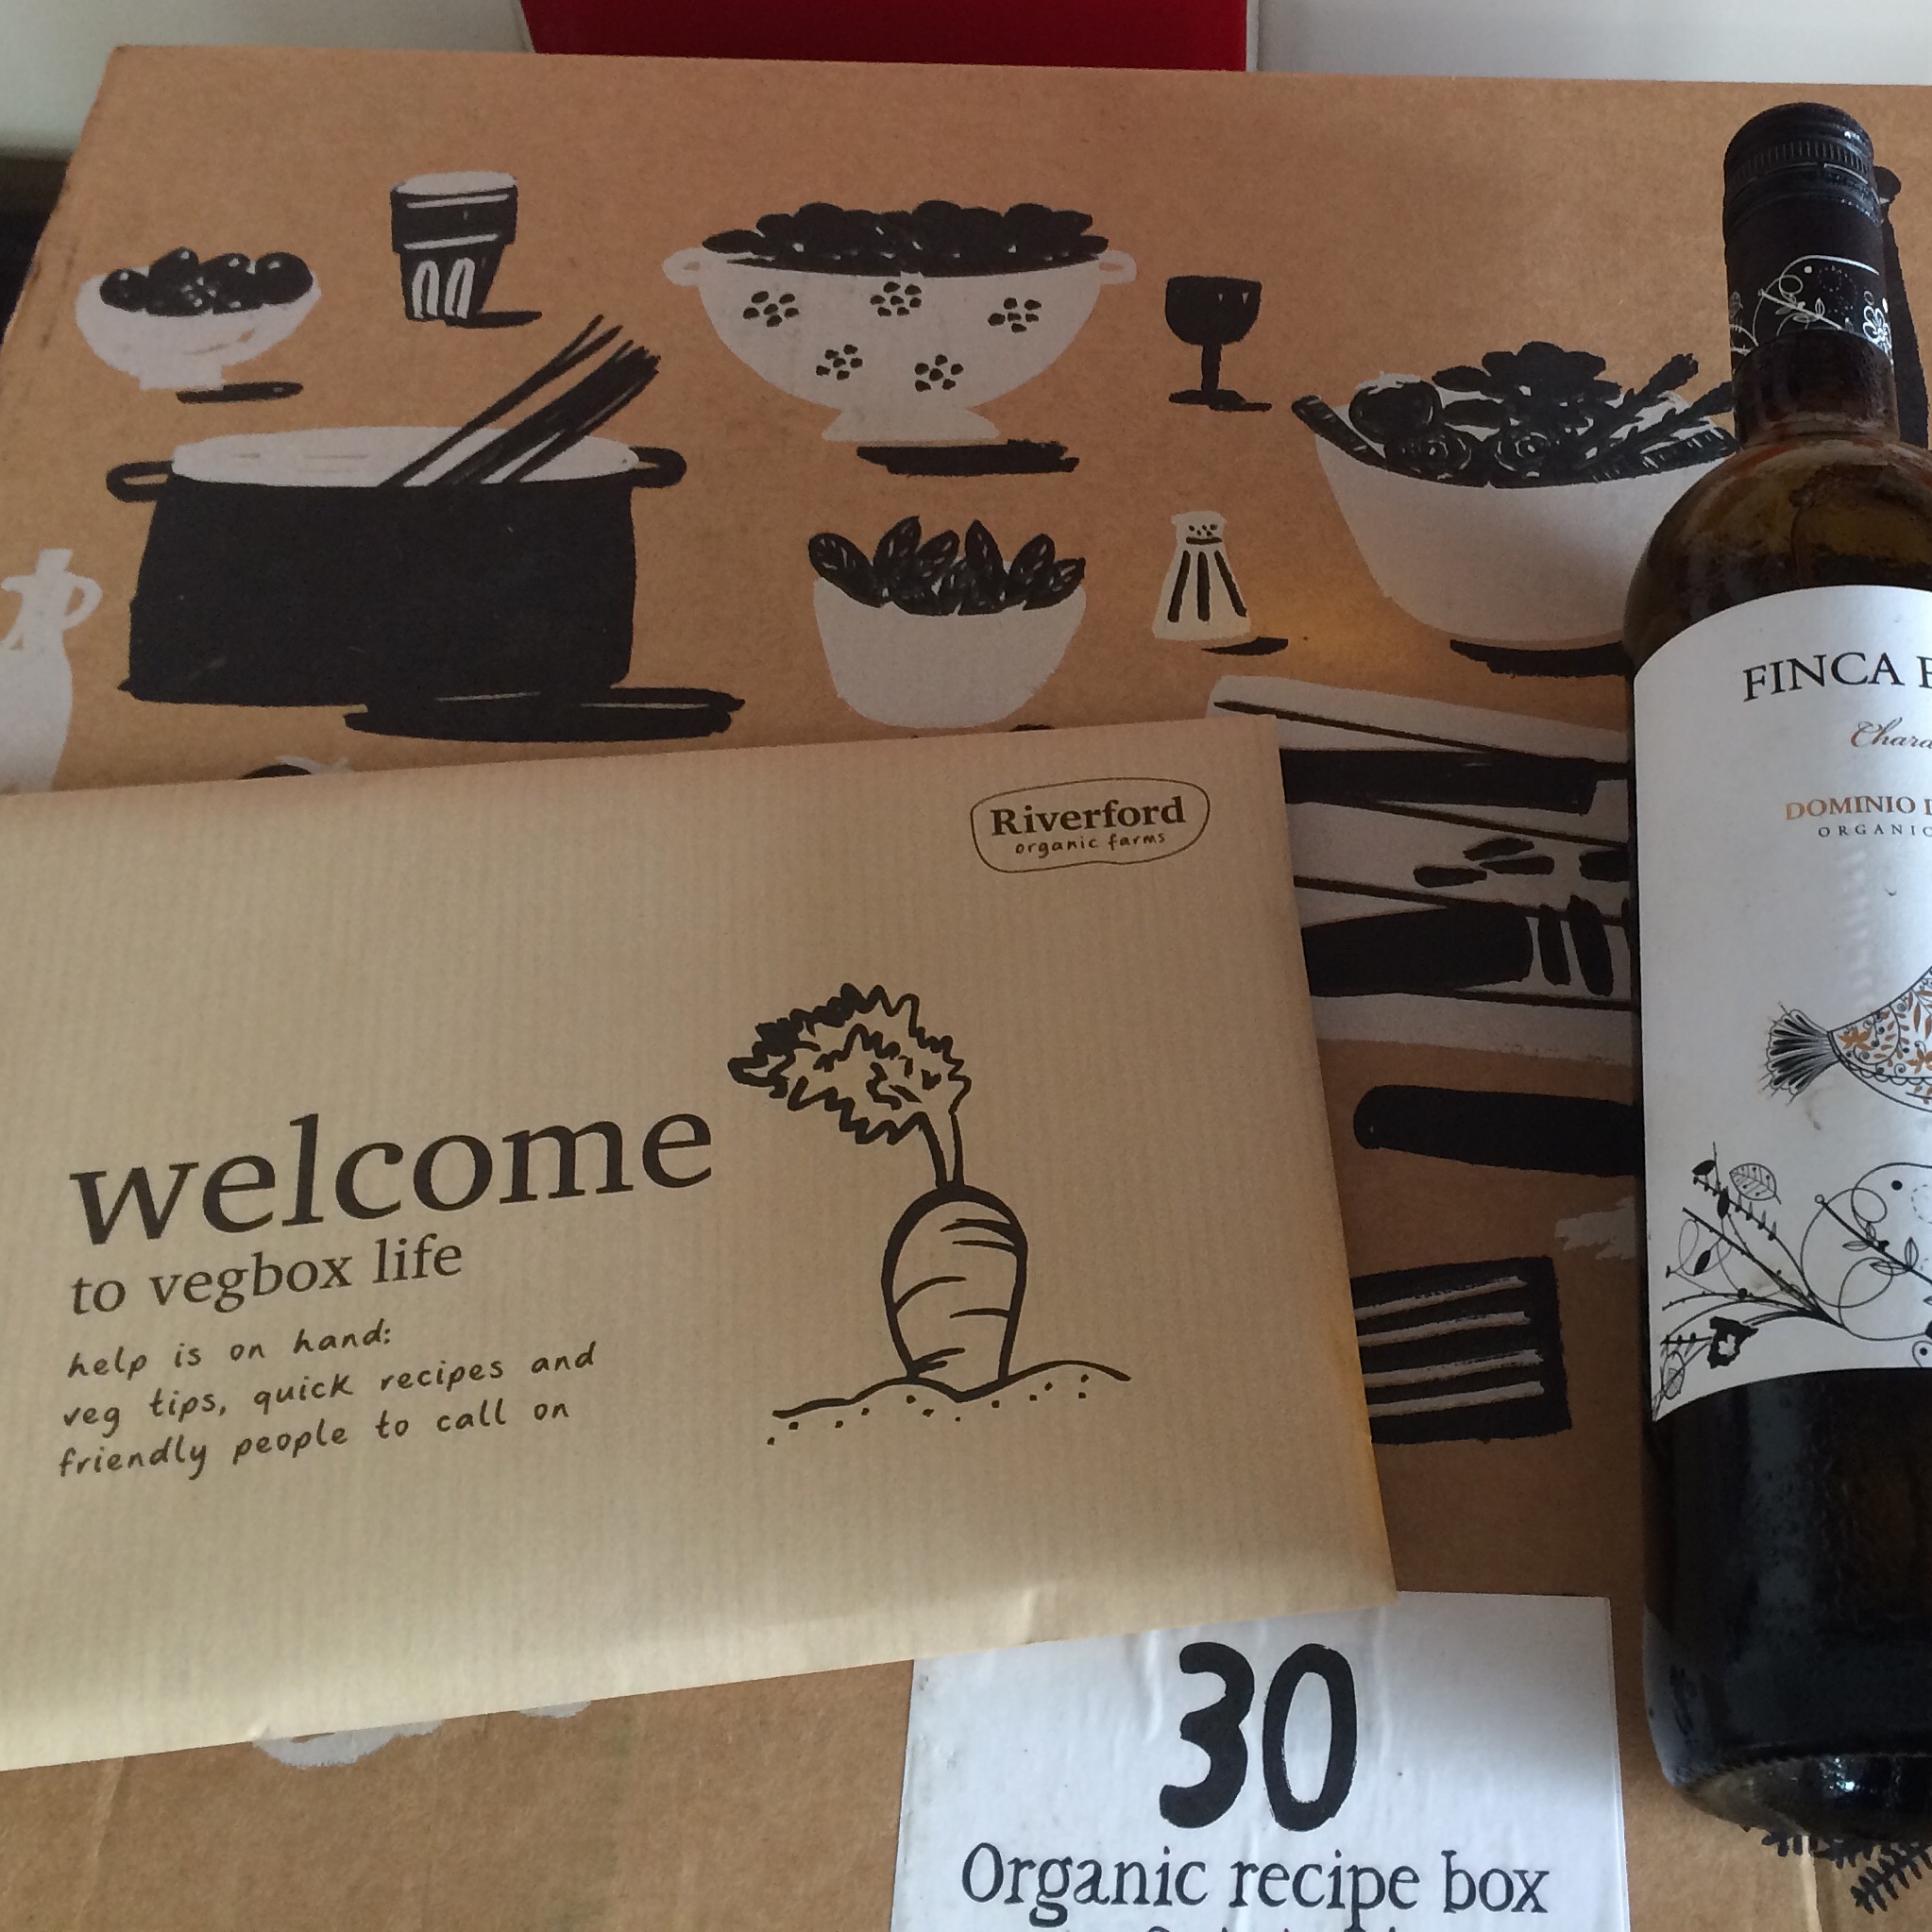 FINCA
DOMINIO
ORGANIC
Riverford
organic farms
welcome
to vegbox life
help is on hand:
veg tips, quick recipes and
friendly people to call on
30
Organic recipe box